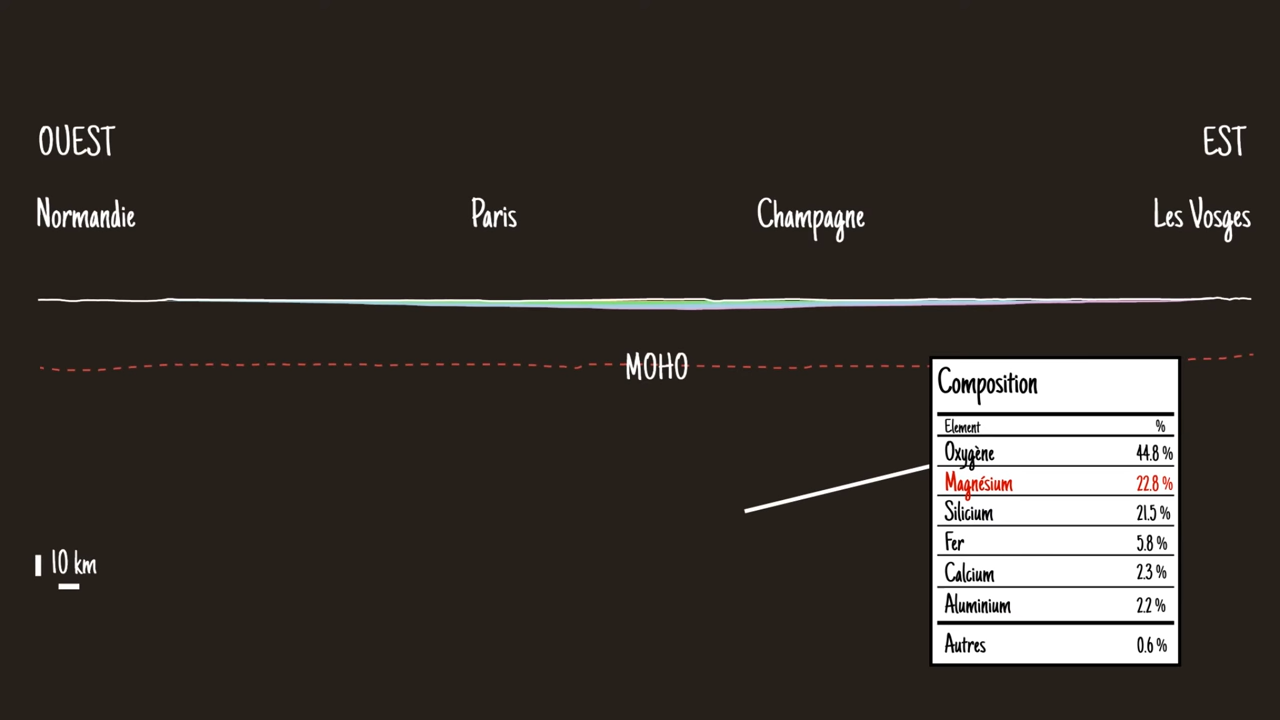 OUEST EST
Normandie Paris Champagne Les Vosges
MOHO
Composition
Element %
Oxygène 44.8 %
Magnésium 22.8 %
Silicium 21.5 %
Fer 5.8 %
Calcium 2.3 %
Aluminium 2.2 %
Autres 0.6 %
10 km